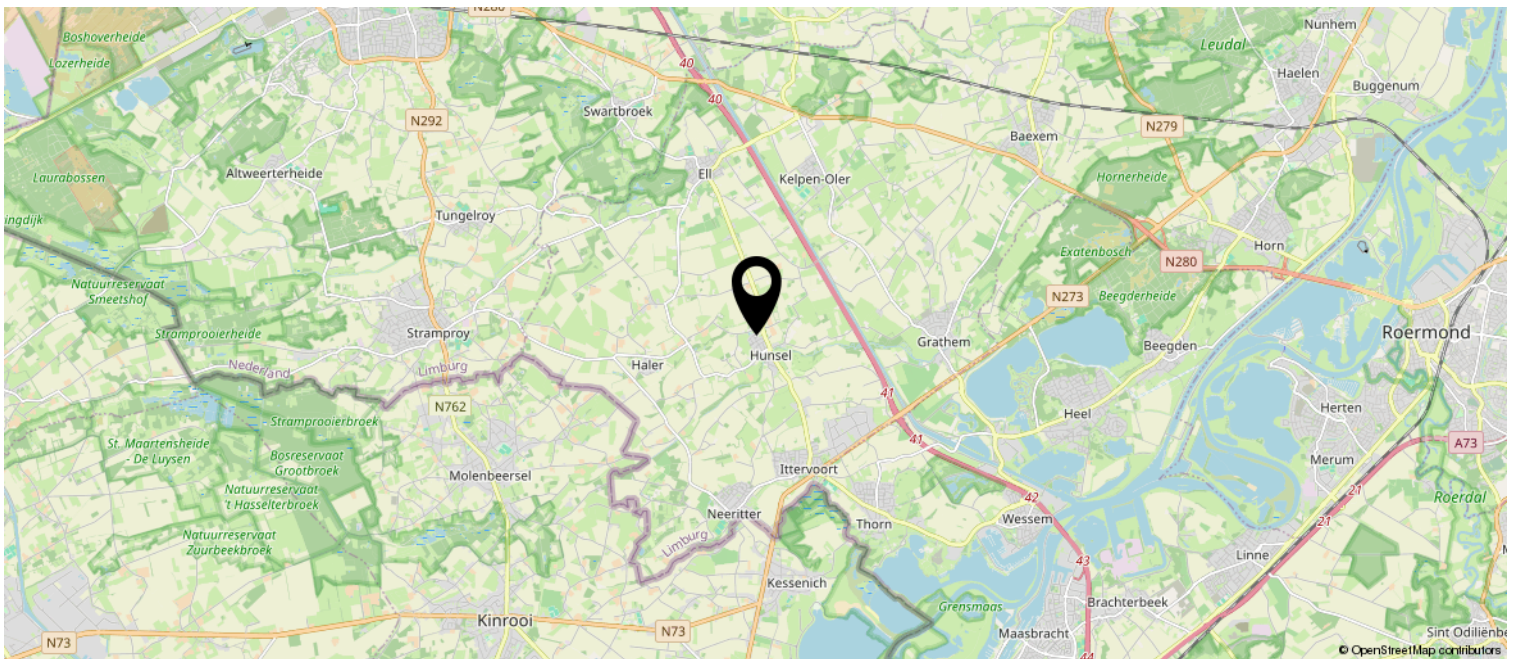 N280
Nunhem
Boshoverheide
Leudal
Lozerheide
40
Haelen
Buggenum
40
Swartbroek
N292
N279
Baexem
Altweerterheide
Ell
Kelpen-Oler
Laurabossen
Hornerheide
Tungelroy
ingdijk
Horn
Exatenbosch
N280
Natuurreservaat
Smeetshof
N273
Beegderheide
Stramprooierheide
Stramproy
Roermond
Grathem
Beegden
Hunsel
Nederland
Limburg
Haler
41
N762
Herten
Heel
Stramprooierbroek
41
A73
St. Maartensheide
- De Luysen
Bosreservaat
Grootbroek
Merum
Ittervoort
Molenbeersel
21
Natuurreservaat
't Hasselterbroek
42
Roerdal
Neeritter
Wessem
21
Thorn
Natuurreservaat
Zuurbeekbroek
Limburg
Linne
43
Kessenich
Brachterbeek
Grensmaas
Kinrooi
N73
N73
Maasbracht
Sint Odiliënbe
44
© OpenStreetMap contributors